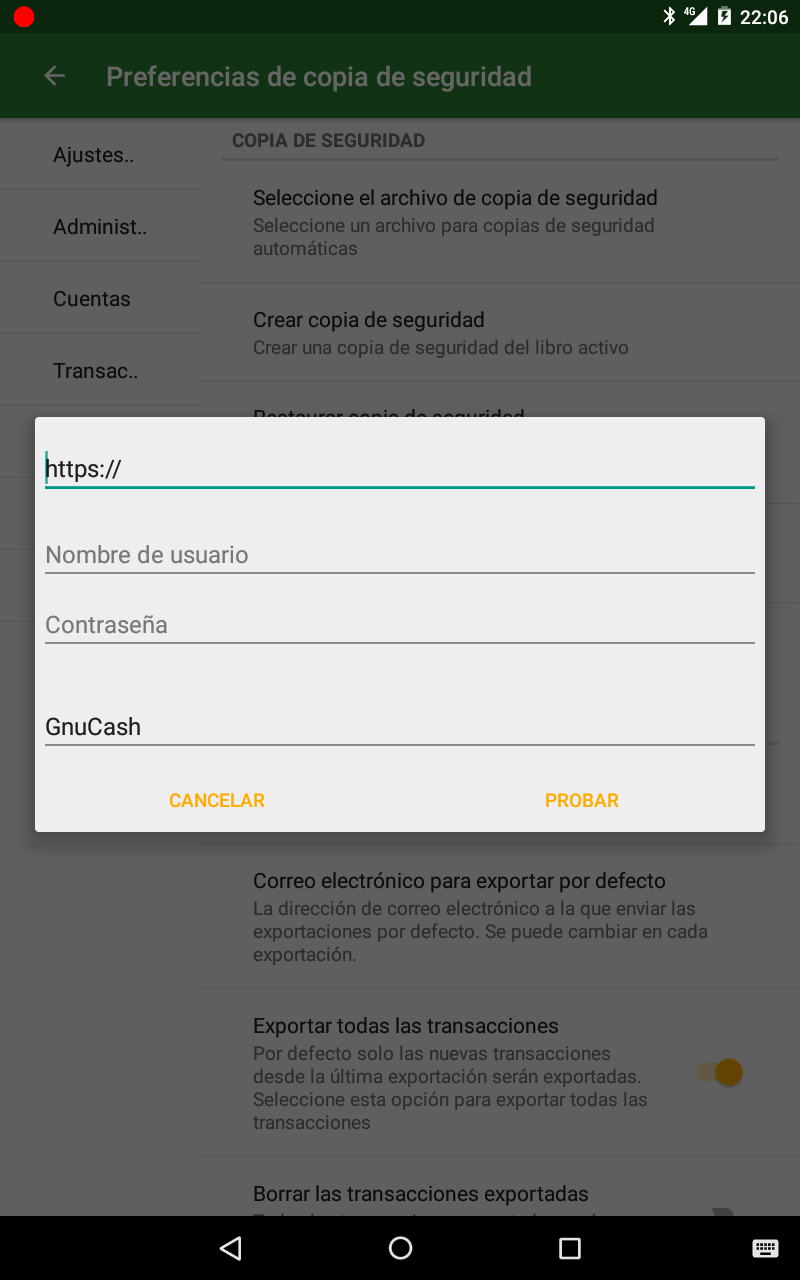 4G 22:06
Preferencias de copia de seguridad
Ajustes..
Administ..
Cuentas
Transac..
COPIA DE SEGURIDAD
Seleccione el archivo de copia de seguridad
Seleccione un archivo para copias de seguridad
automáticas
Crear copia de seguridad
Crear una copia de seguridad del libro activo
Restaurar copia de seguridad
https://
Nombre de usuario
Contraseña
GnuCash
CANCELAR
PROBAR
Correo electrónico para exportar por defecto
La dirección de correo electrónico a la que enviar las
exportaciones por defecto. Se puede cambiar en cada
exportación.
Exportar todas las transacciones
Por defecto solo las nuevas transacciones
desde la última exportación serán exportadas.
Seleccione esta opción para exportar todas las
transacciones
Borrar las transacciones exportadas